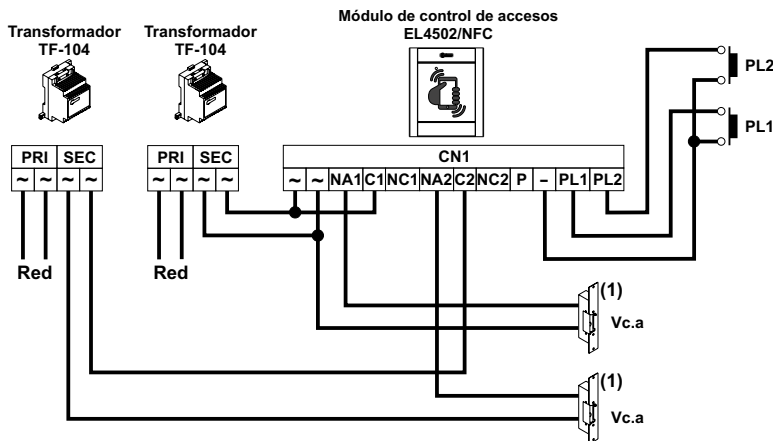 Módulo de control de accesos
EL4502/NFC
Transformador
TF-104
Transformador
TF-104
PL2
PL1
PRI SEC
~ ~ ~ ~
PRI SEC
~ ~ ~ ~
CN1
~ ~ NA1 C1 NC1 NA2 C2 NC2 P – PL1 PL2
Red
Red
(1)
Vc.a
(1)
Vc.a